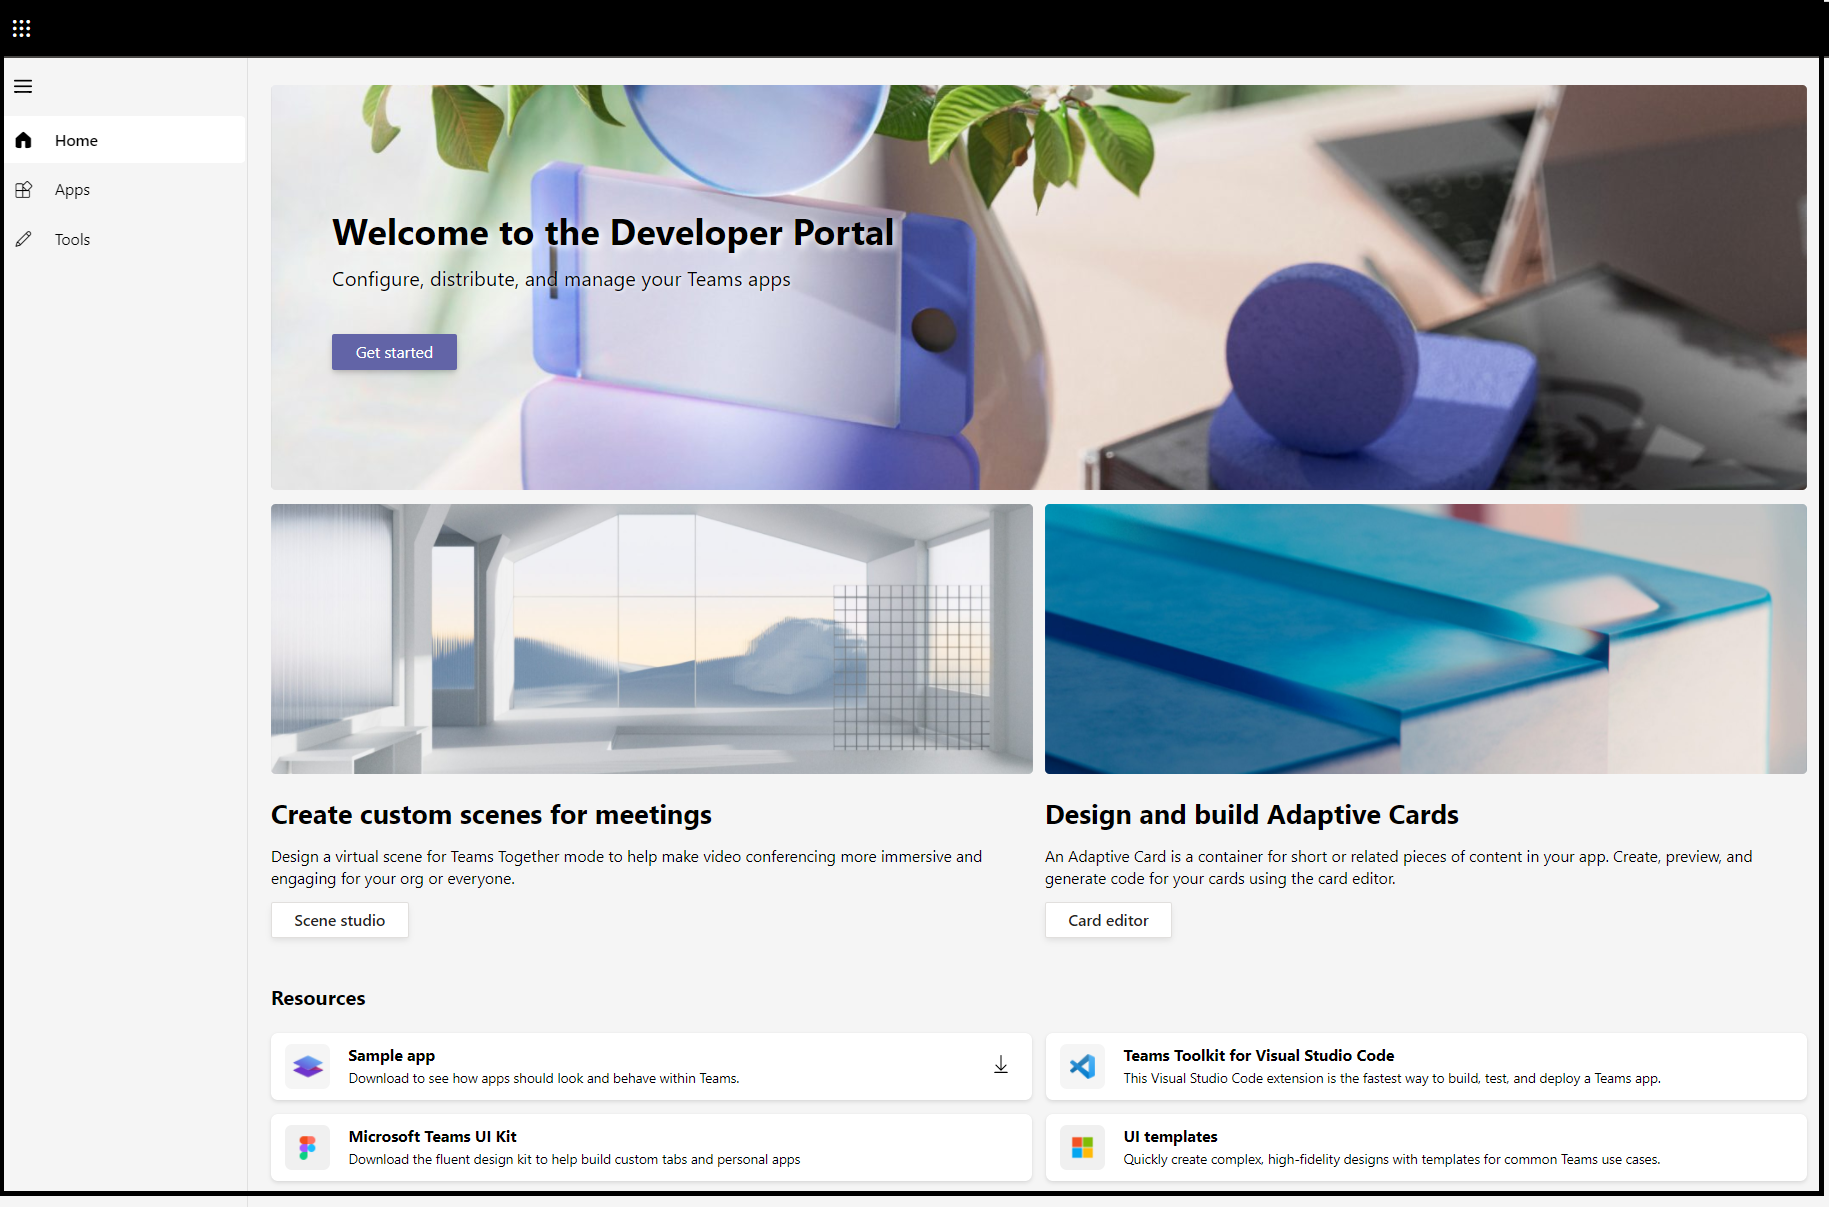 Home
Apps
Tools
Welcome to the Developer Portal
Configure, distribute, and manage your Teams apps
Get started
Create custom scenes for meetings
Design a virtual scene for Teams Together mode to help make video conferencing more immersive and
engaging for your org or everyone.
Scene studio
Design and build Adaptive Cards
An Adaptive Card is a container for short or related pieces of content in your app. Create, preview, and
generate code for your cards using the card editor.
Card editor
Resources
Sample app
Download to see how apps should look and behave within Teams.
Teams Toolkit for Visual Studio Code
This Visual Studio Code extension is the fastest way to build, test, and deploy a Teams app.
Microsoft Teams UI Kit
Download the fluent design kit to help build custom tabs and personal apps
UI templates
Quickly create complex, high-fidelity designs with templates for common Teams use cases.